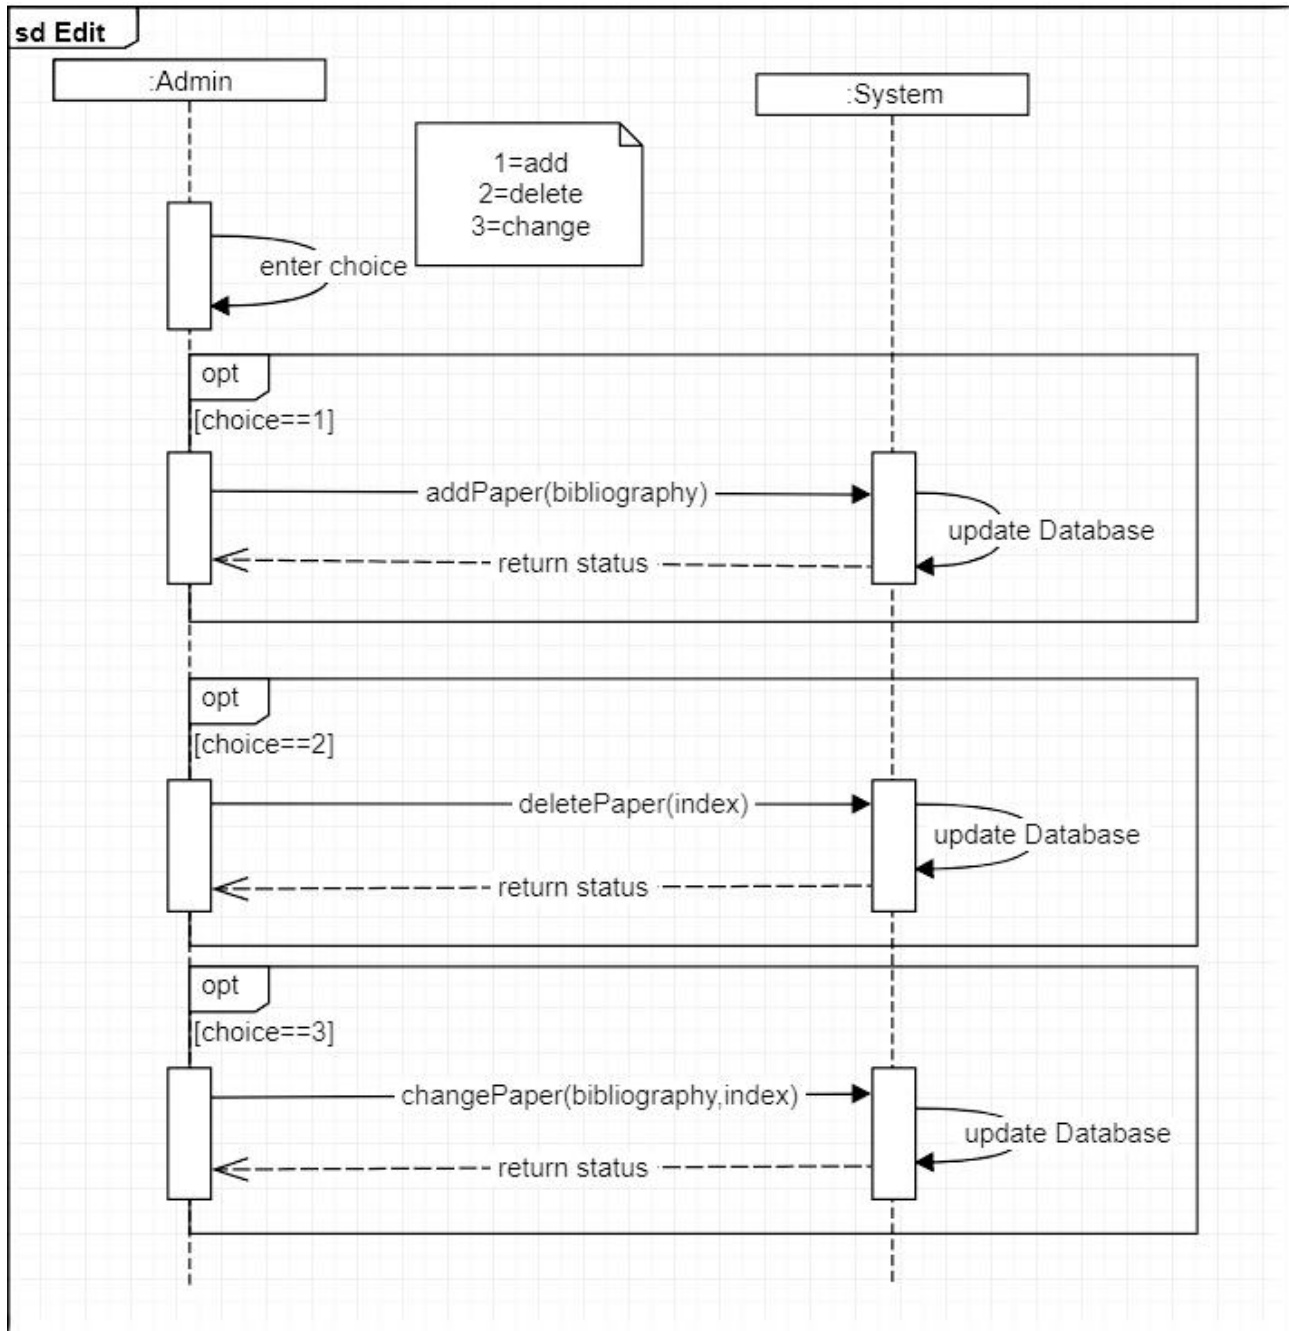 sd Edit
:Admin
:System
1=add
2=delete
3=change
enter choice
opt
[choice==1]
addPaper(bibliography)
update Database
return status
opt
[choice==2]
deletePaper(index)
update Database
return status
opt
[choice==3]
changePaper(bibliography,index)
update Database
return status